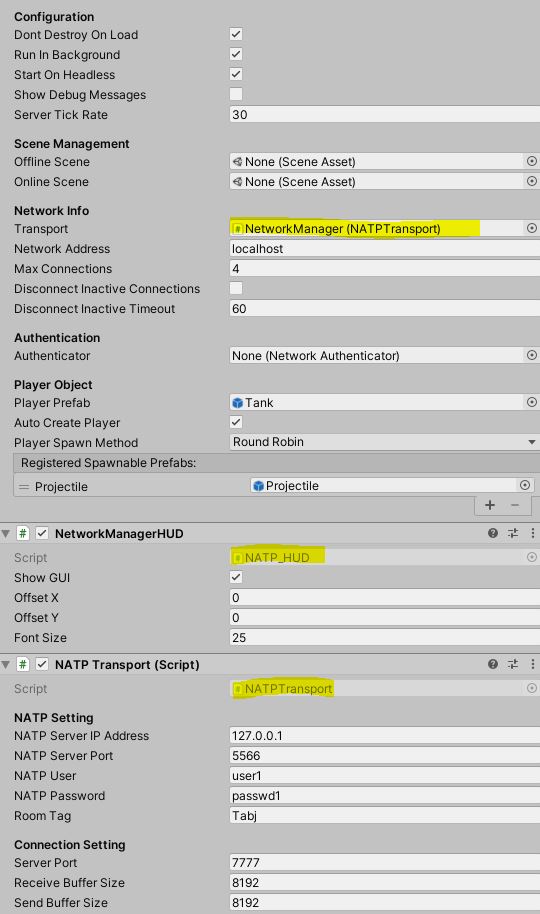 Configuration
Dont Destroy On Load
Run In Background
Start On Headless
Show Debug Messages
Server Tick Rate 30
Scene Management
Offline Scene None (Scene Asset)
Online Scene None (Scene Asset)
Network Info
Transport NetworkManager (NATPTransport)
Network Address localhost
Max Connections 4
Disconnect Inactive Connections
Disconnect Inactive Timeout 60
Authentication
Authenticator None (Network Authenticator)
Player Object
Player Prefab Tank
Auto Create Player
Player Spawn Method Round Robin
Registered Spawnable Prefabs:
Projectile Projectile
# NetworkManagerHUD
Script NATP_HUD
Show GUI
Offset X 0
Offset Y 0
Font Size 25
# NATP Transport (Script)
Script NATPTransport
NATP Setting
NATP Server IP Address 127.0.0.1
NATP Server Port 5566
NATP User user1
NATP Password passwd1
Room Tag Tabj
Connection Setting
Server Port 7777
Receive Buffer Size 8192
Send Buffer Size 8192